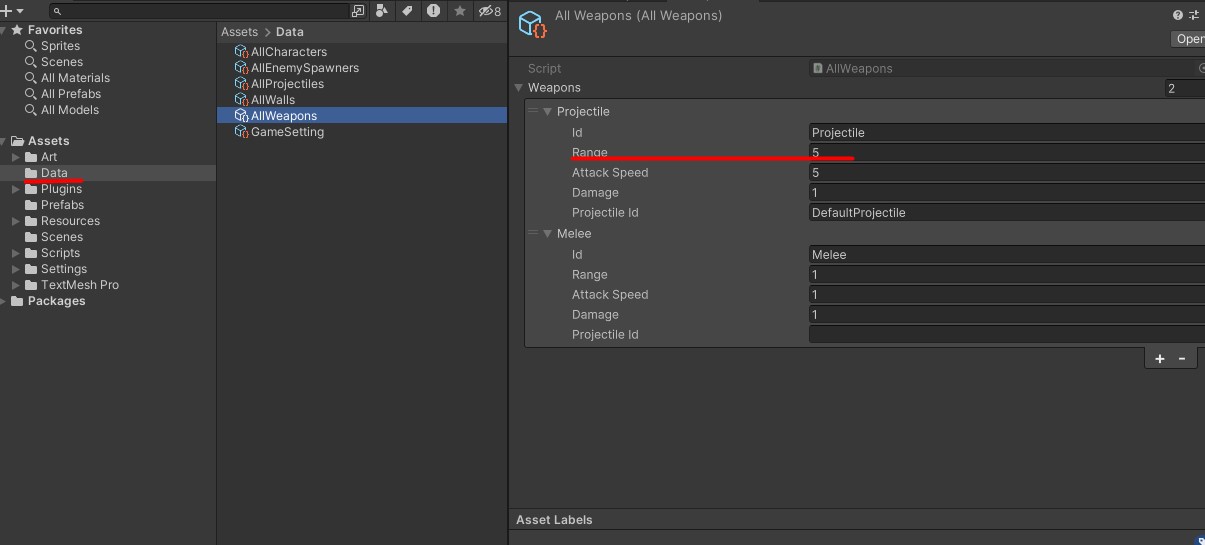 8
Favorites
Sprites
Scenes
All Materials
All Prefabs
All Models
Assets
Art
Data
Plugins
Prefabs
Resources
Scenes
Scripts
Settings
TextMesh Pro
Packages
Assets > Data
AllCharacters
AllEnemySpawners
AllProjectiles
AllWalls
AllWeapons
GameSetting
All Weapons (All Weapons)
Open
Script AllWeapons
Weapons 2
Projectile
Id Projectile
Range 5
Attack Speed 5
Damage 1
Projectile Id DefaultProjectile
Melee
Id Melee
Range 1
Attack Speed 1
Damage 1
Projectile Id
+ -
Asset Labels